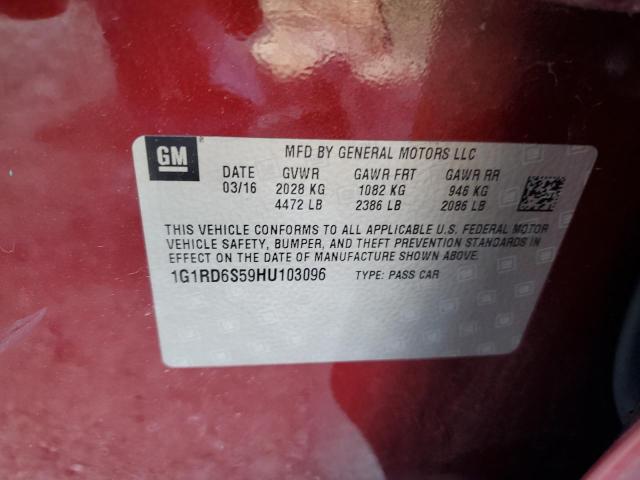 GM ® MFD BY GENERAL MOTORS LLC
DATE GVWR GAWR FRT GAWR RR
03/16 2028 KG 1082 KG 946 KG
4472 LB 2386 LB 2086 LB
THIS VEHICLE CONFORMS TO ALL APPLICABLE U.S. FEDERAL MOTOR
VEHICLE SAFETY, BUMPER, AND THEFT PREVENTION STANDARDS IN
EFFECT ON THE DATE OF MANUFACTURE SHOWN ABOVE.
1G1RD6S59HU103096 TYPE: PASS CAR